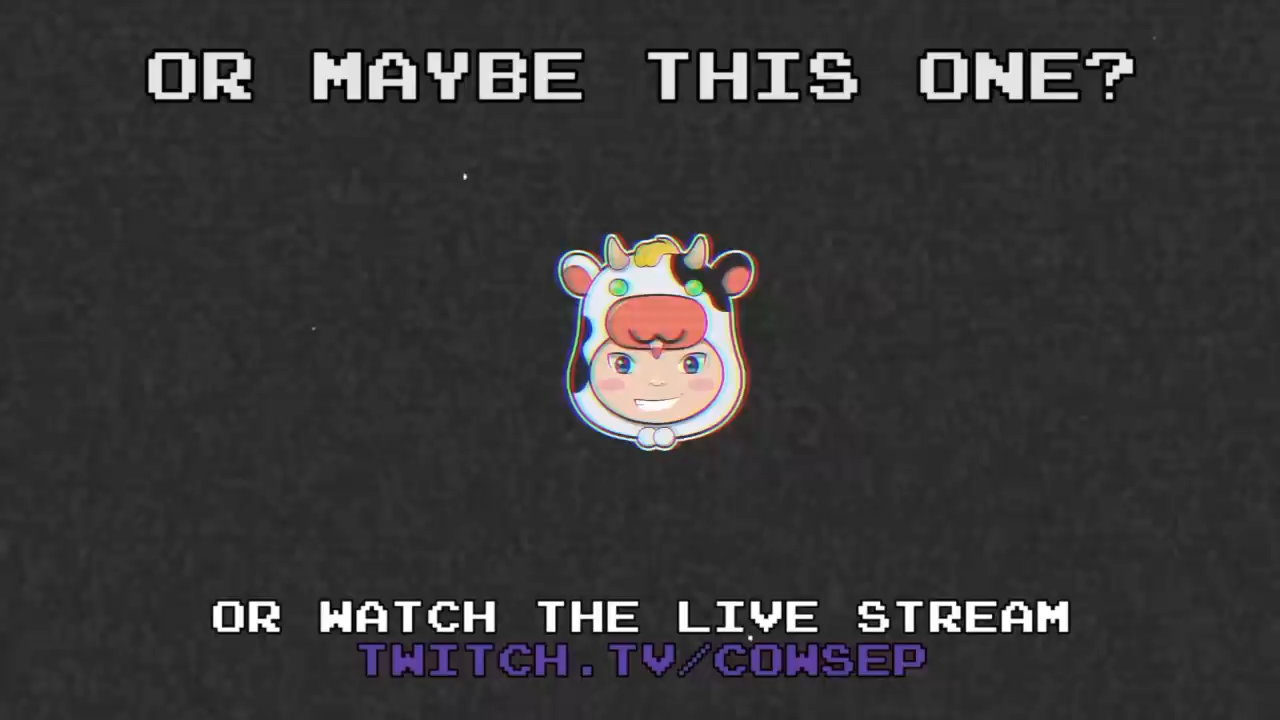 OR MAYBE THIS ONE?
OR WATCH THE LIVE STREAM
TWITCH.TV/COWSEP